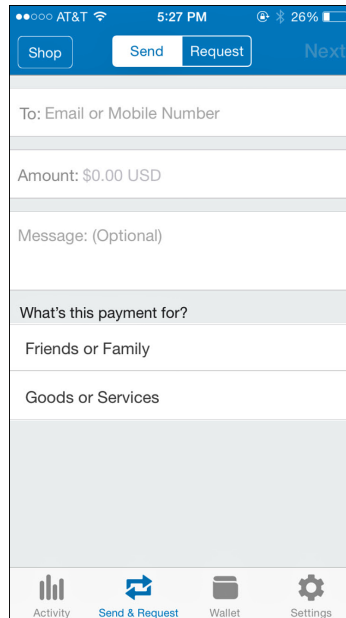 AT&T 5:27 PM 26%
Shop Send Request Next
To: Email or Mobile Number
Amount: $0.00 USD
Message: (Optional)
What's this payment for?
Friends or Family
Goods or Services
Activity Send & Request Wallet Settings